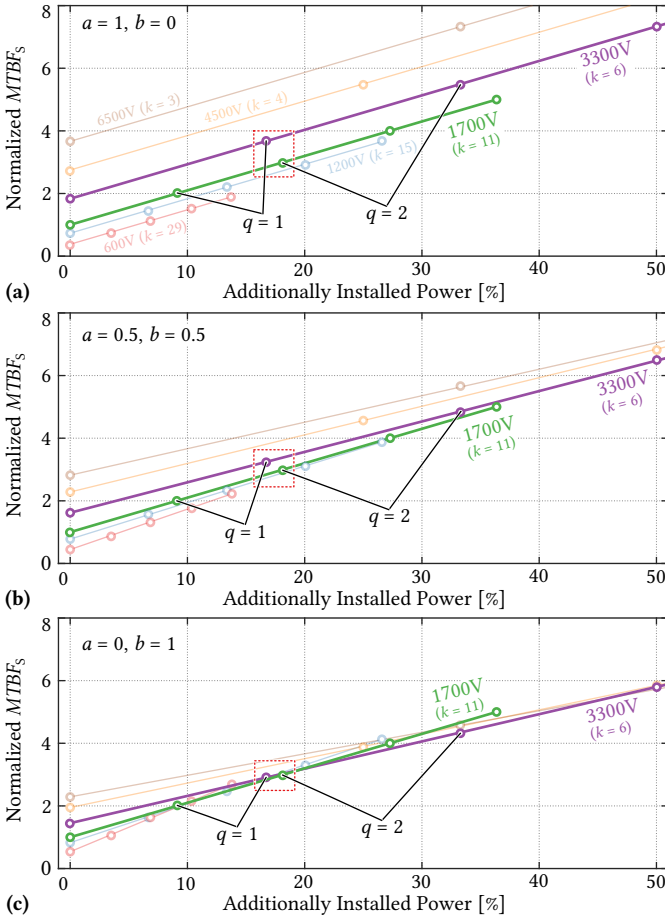 8
6
4
2
0
Normalized MTBF_S
a = 1, b = 0
6500V (k = 3)
4500V (k = 4)
3300V
(k = 6)
1700V
(k = 11)
1200V (k = 15)
600V (k = 29)
q = 1
q = 2
0 10 20 30 40 50
(a) Additionally Installed Power [%]
8
6
4
2
0
Normalized MTBF_S
a = 0.5, b = 0.5
3300V
(k = 6)
1700V
(k = 11)
q = 1
q = 2
0 10 20 30 40 50
(b) Additionally Installed Power [%]
8
6
4
2
0
Normalized MTBF_S
a = 0, b = 1
1700V
(k = 11)
3300V
(k = 6)
q = 1
q = 2
0 10 20 30 40 50
(c) Additionally Installed Power [%]